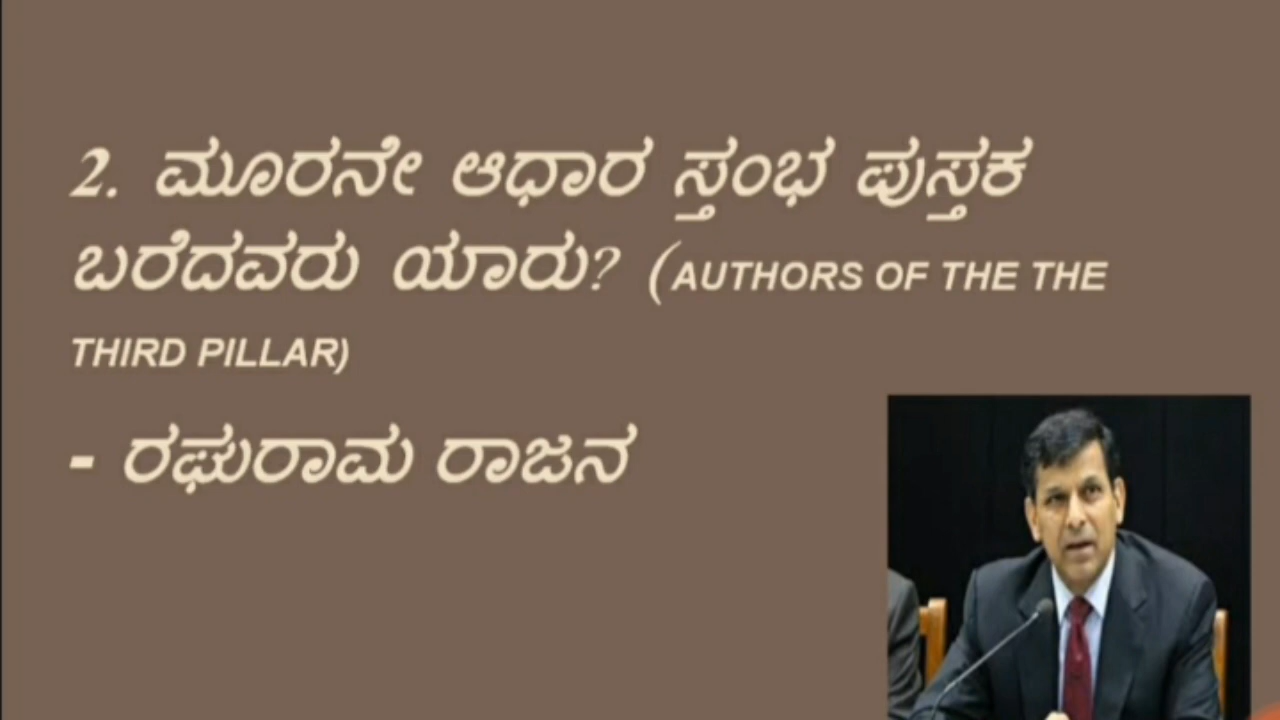 2. ಮೂರನೇ ಆಧಾರ ಸ್ತಂಭ ಪುಸ್ತಕ
ಬರೆದವರು ಯಾರು? (AUTHORS OF THE THE
THIRD PILLAR)
- ರಘುರಾಮ ರಾಜನ